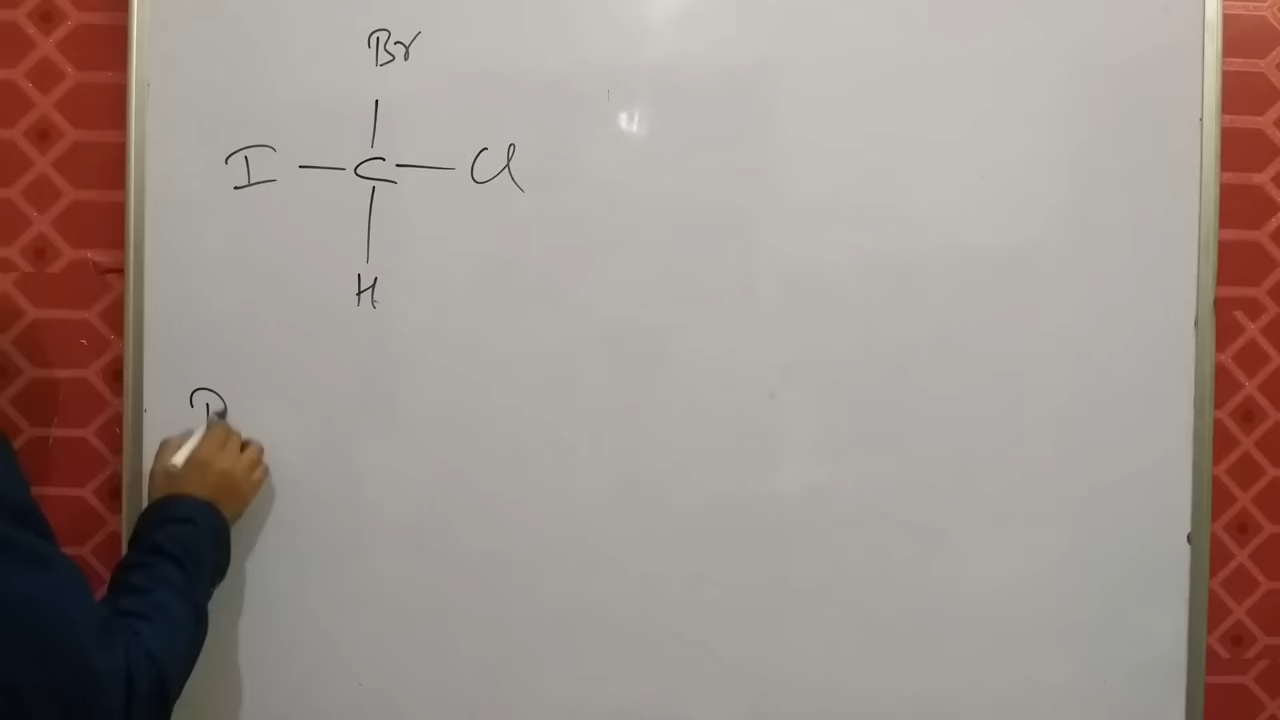 Br
I — C — Cl
H